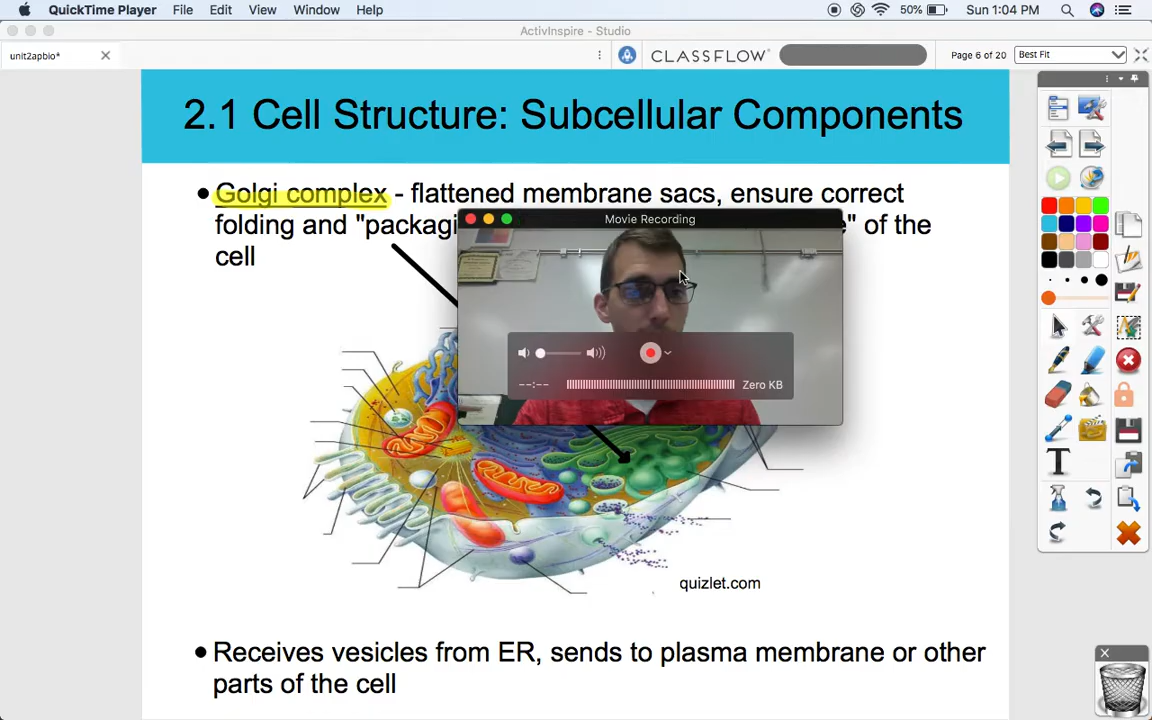 QuickTime Player File Edit View Window Help 50% Sun 1:04 PM
ActivInspire - Studio
unit2apbio*
CLASSFLOW
Page 6 of 20
Best Fit
2.1 Cell Structure: Subcellular Components
• Golgi complex - flattened membrane sacs, ensure correct
folding and "packagi e" of the
cell
Movie Recording
--:-- Zero KB
quizlet.com
• Receives vesicles from ER, sends to plasma membrane or other
parts of the cell